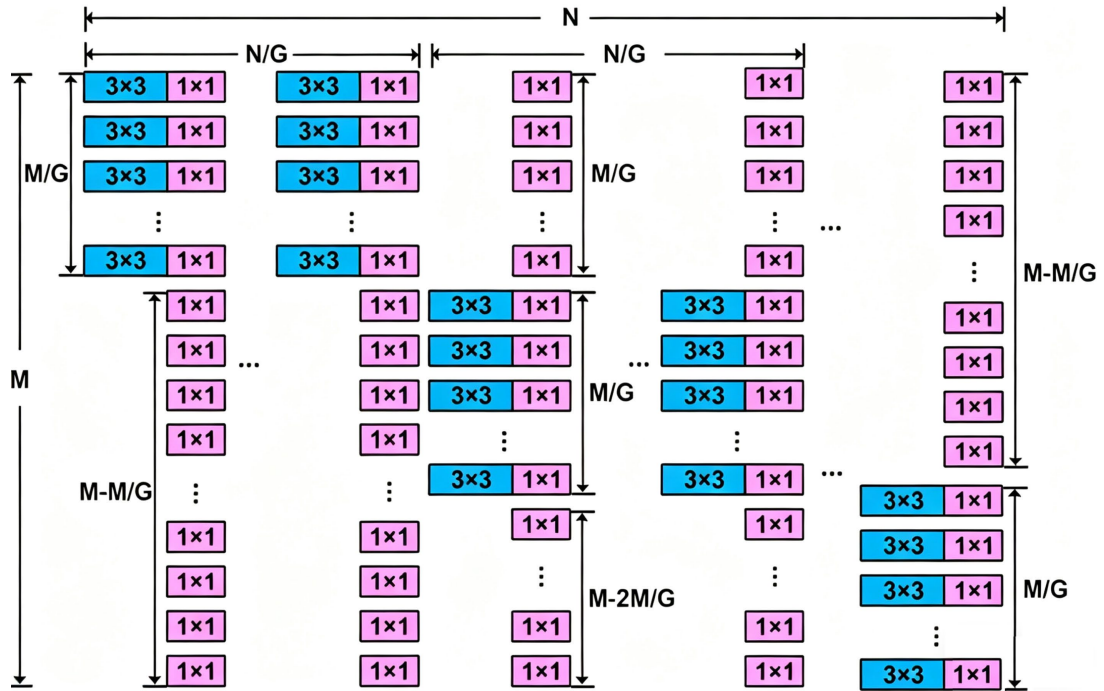 N
N/G N/G
3×3 1×1 3×3 1×1 1×1 1×1 1×1
3×3 1×1 3×3 1×1 1×1 1×1 1×1
M/G 3×3 1×1 3×3 1×1 1×1 M/G 1×1 1×1
⋮ ⋮ ⋮ ⋮ ... 1×1
3×3 1×1 3×3 1×1 1×1 1×1 ⋮ M-M/G
1×1 1×1 3×3 1×1 3×3 1×1 1×1
1×1 ... 1×1 3×3 1×1 ... 3×3 1×1 1×1
M 1×1 1×1 3×3 1×1 M/G 3×3 1×1 1×1
1×1 1×1 ⋮ ⋮ 1×1
M-M/G ⋮ ⋮ 3×3 1×1 3×3 1×1 ... 3×3 1×1
1×1 1×1 1×1 1×1 3×3 1×1
1×1 1×1 ⋮ M-2M/G ⋮ 3×3 1×1 M/G
1×1 1×1 1×1 1×1 ⋮
1×1 1×1 1×1 1×1 3×3 1×1